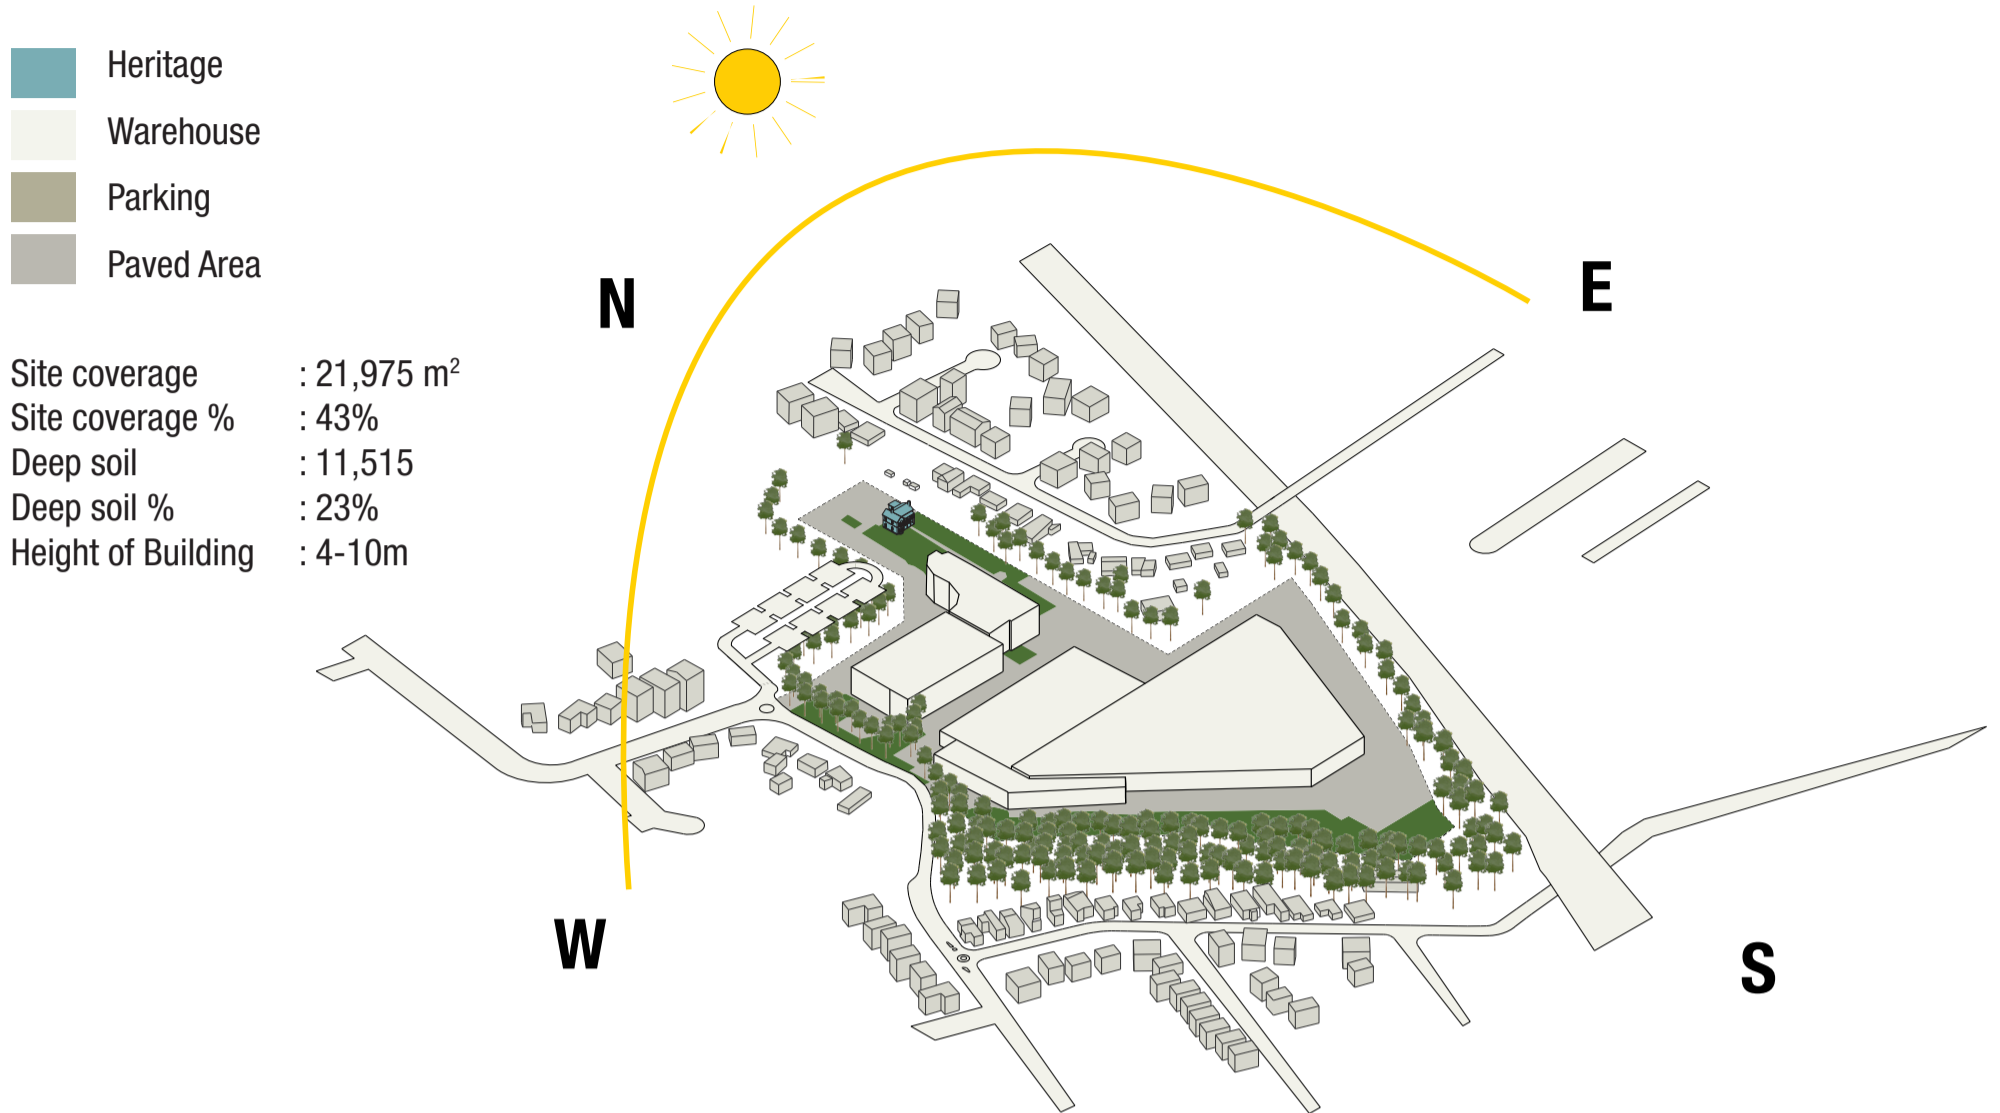 Heritage
Warehouse
Parking
Paved Area
Site coverage : 21,975 m²
Site coverage % : 43%
Deep soil : 11,515
Deep soil % : 23%
Height of Building : 4-10m
N
E
W
S